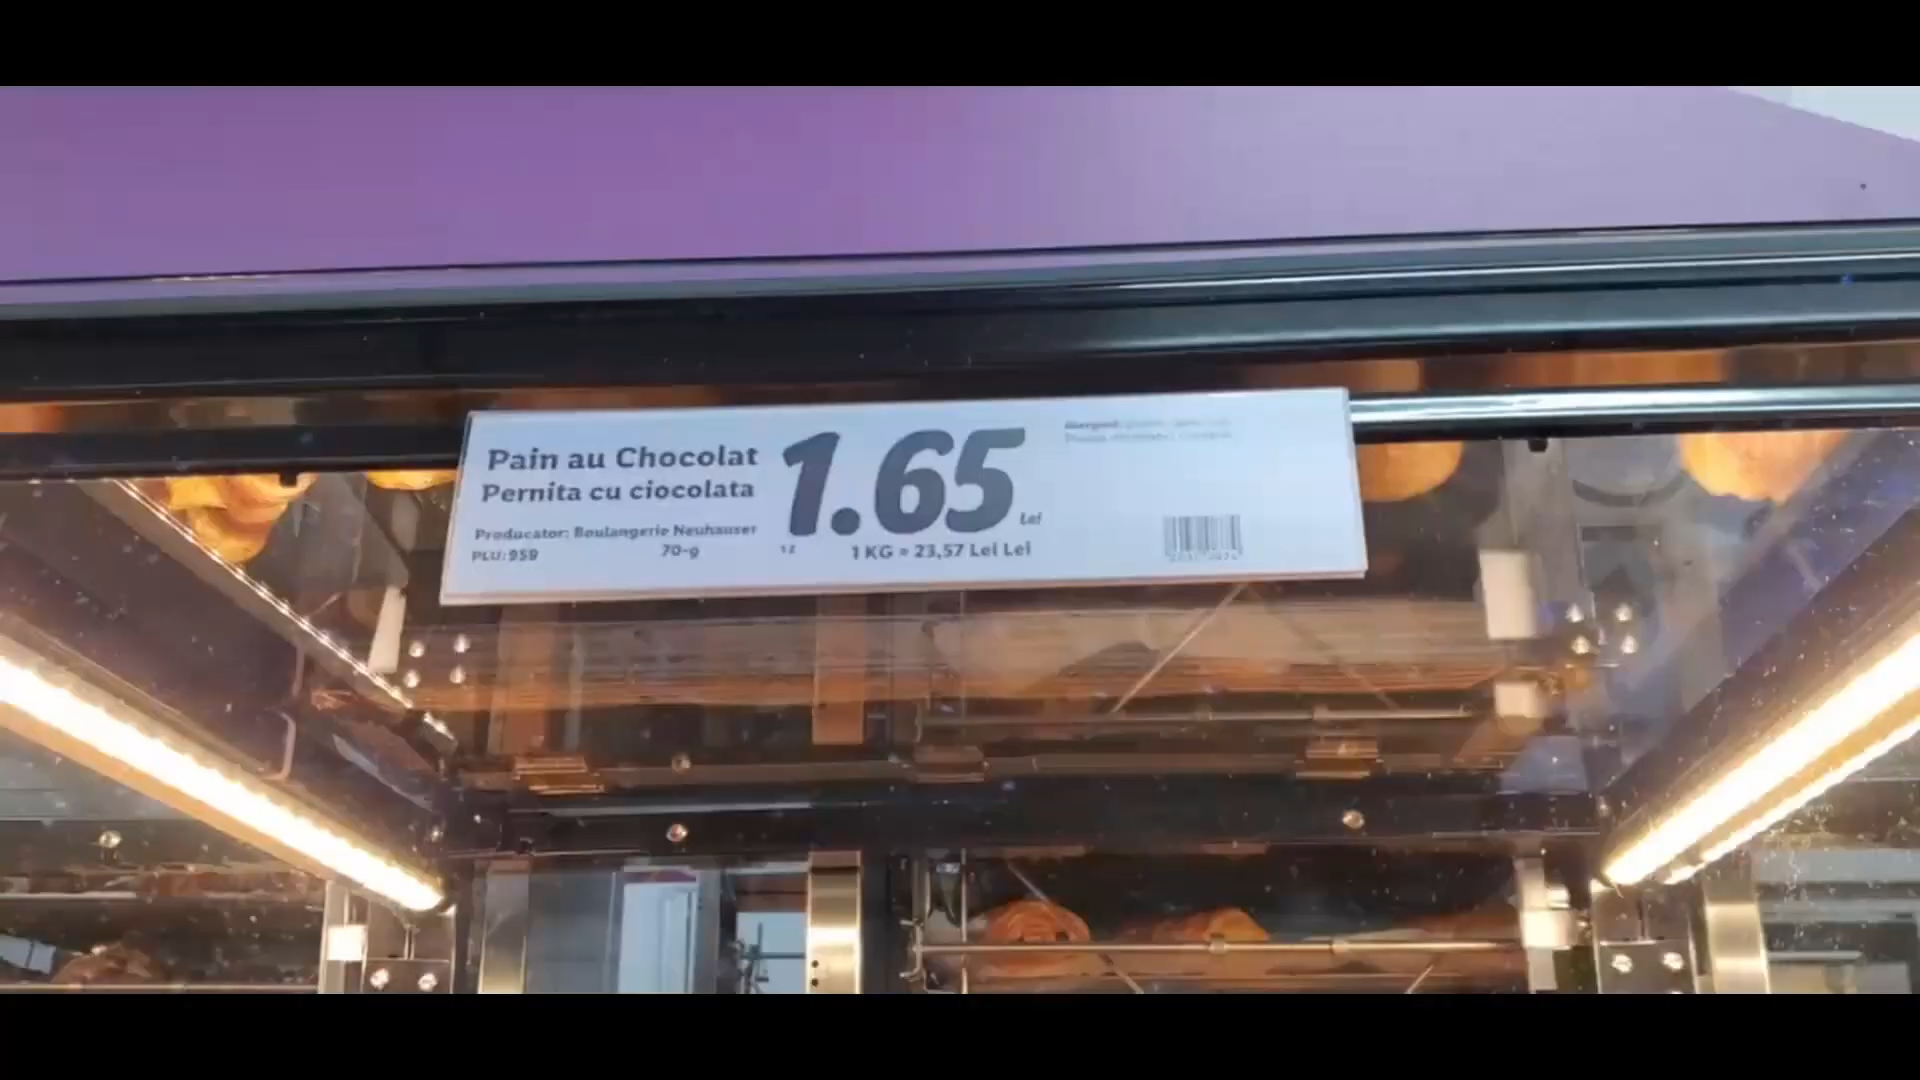 Pain au Chocolat
Pernita cu ciocolata
Producator: Boulangerie Neuhauser
PLU: 959 70-g
1.65 Lei
12 1 KG = 23,57 Lei Lei